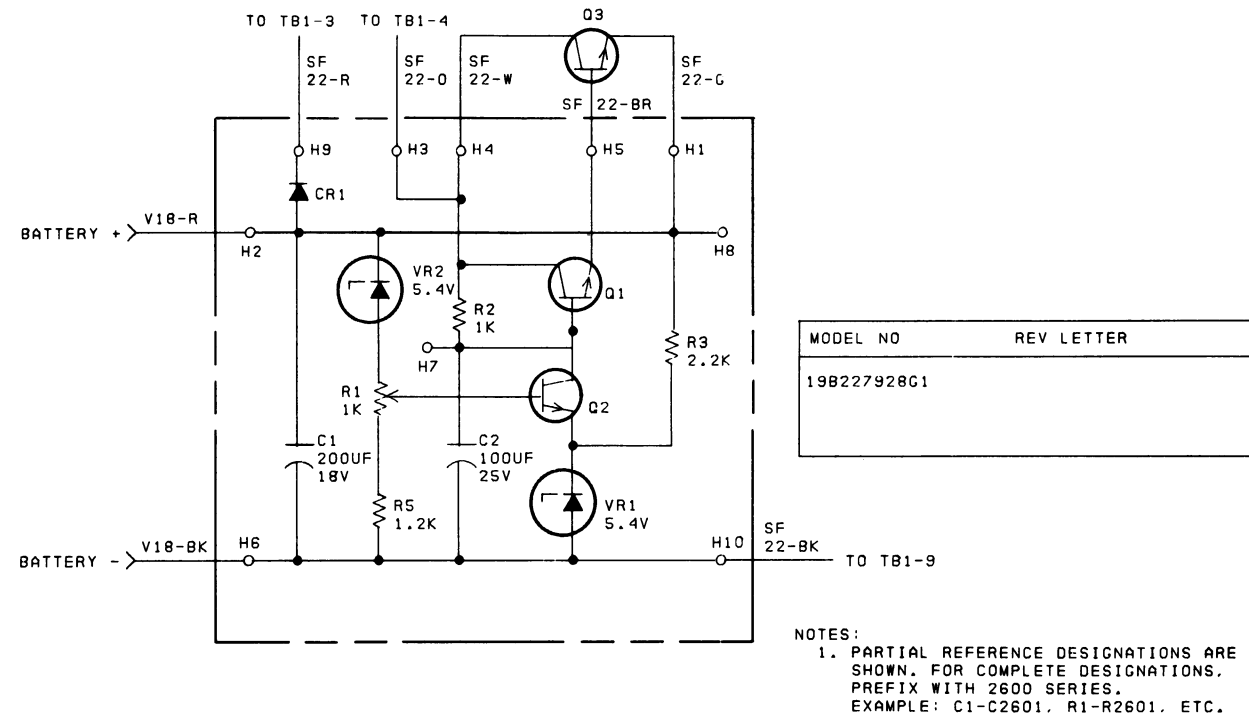 TO TB1-3 TO TB1-4 Q3
SF
22-R
SF
22-O
SF
22-W
SF
22-G
SF 22-BR
H9 H3 H4 H5 H1
CR1
BATTERY + V18-R
H2
H8
VR2
5.4V
Q1
R2
1K
R3
2.2K
H7
R1
1K
Q2
C1
200UF
18V
C2
100UF
25V
R5
1.2K
VR1
5.4V
BATTERY - V18-BK H6
H10
SF
22-BK
TO TB1-9
MODEL NO REV LETTER
19B227928G1
NOTES:
1. PARTIAL REFERENCE DESIGNATIONS ARE
SHOWN. FOR COMPLETE DESIGNATIONS,
PREFIX WITH 2600 SERIES.
EXAMPLE: C1-C2601, R1-R2601, ETC.